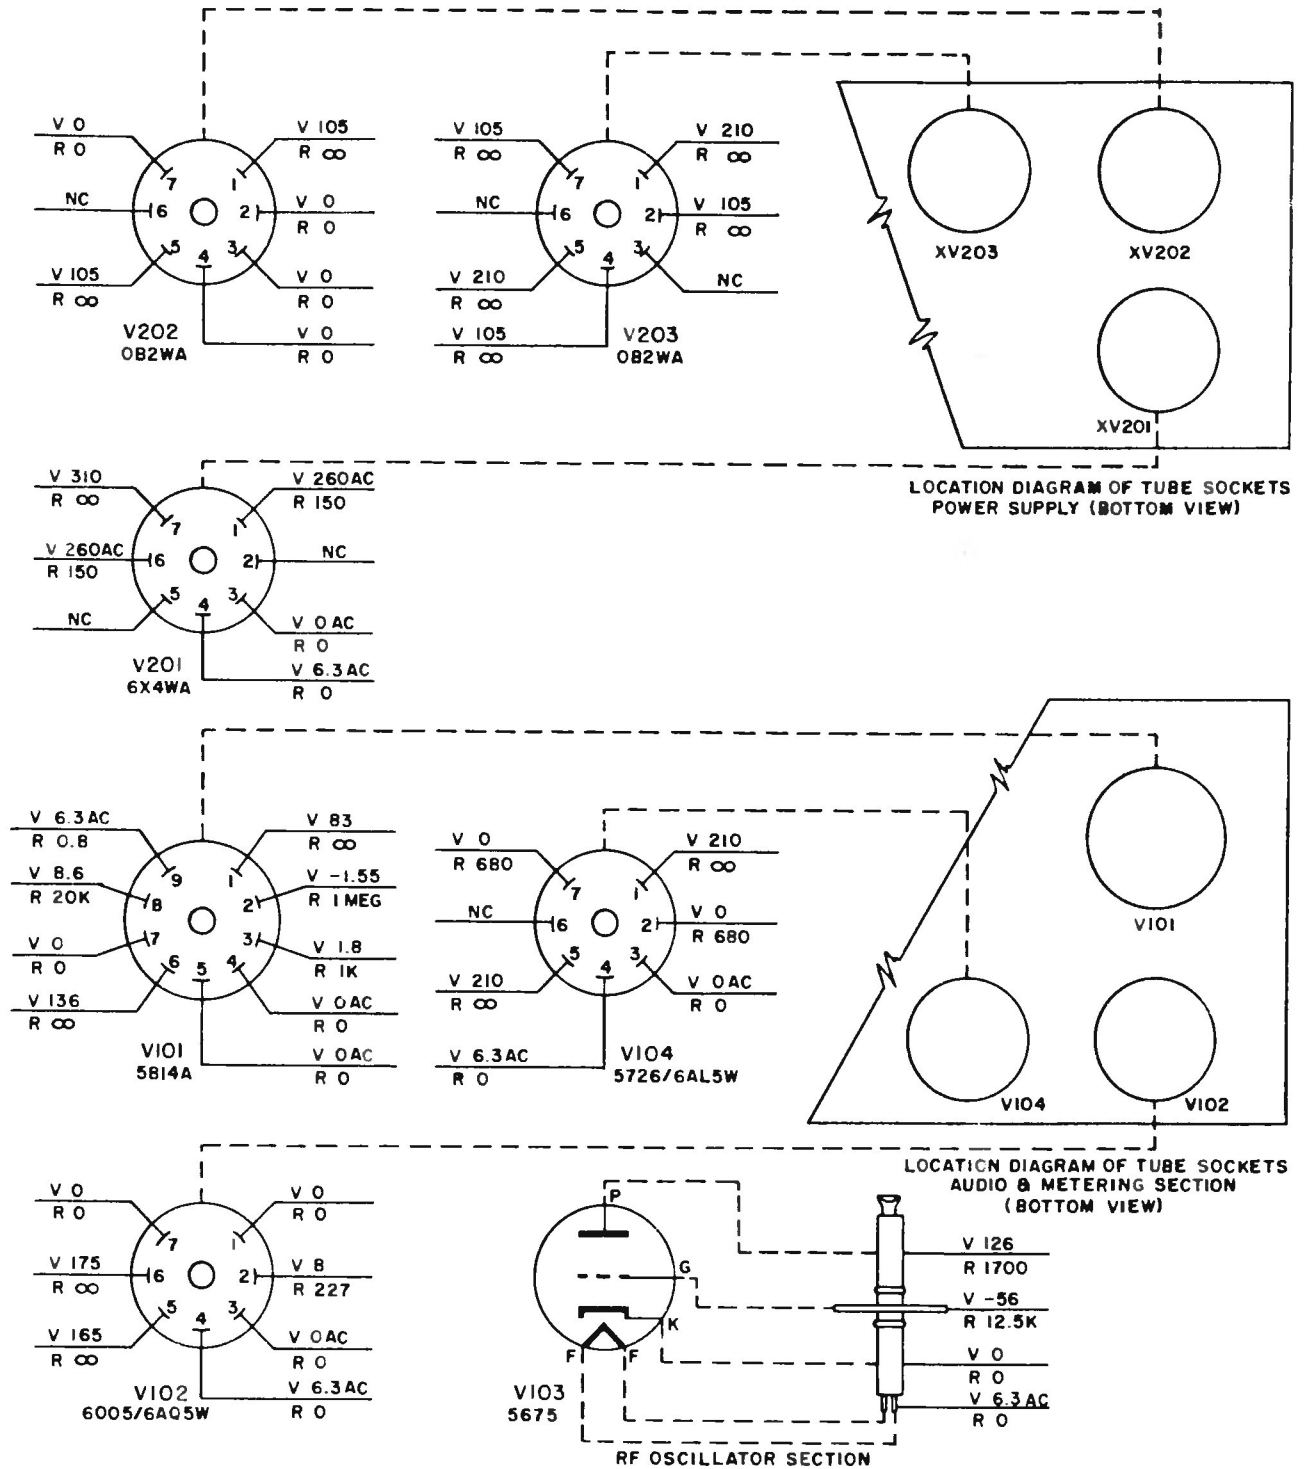 V 0
R 0
NC
V 105
R ∞
7
6
5
4
1
2
3
V 105
R ∞
V 0
R 0
V 0
R 0
V 0
R 0
V202
OB2WA
V 105
R ∞
NC
V 210
R ∞
V 105
R ∞
7
6
5
4
1
2
3
V 210
R ∞
V 105
R ∞
NC
V203
OB2WA
XV203
XV202
XV201
LOCATION DIAGRAM OF TUBE SOCKETS
POWER SUPPLY (BOTTOM VIEW)
V 310
R ∞
V 260AC
R 150
NC
7
6
5
4
1
2
3
V 260AC
R 150
NC
V 0AC
R 0
V 6.3AC
R 0
V201
6X4WA
V 6.3AC
R 0.8
V 8.6
R 20K
V 0
R 0
V 136
R ∞
9
8
7
6
5
1
2
3
4
V 83
R ∞
V -1.55
R 1MEG
V 1.8
R 1K
V 0AC
R 0
V 0AC
R 0
V101
5814A
V 0
R 680
NC
V 210
R ∞
V 6.3AC
R 0
7
6
5
4
1
2
3
V 210
R ∞
V 0
R 680
V 0AC
R 0
V104
5726/6AL5W
V101
V104
V102
LOCATION DIAGRAM OF TUBE SOCKETS
AUDIO & METERING SECTION
(BOTTOM VIEW)
V 0
R 0
V 175
R ∞
V 165
R ∞
7
6
5
4
1
2
3
V 0
R 0
V 8
R 227
V 0AC
R 0
V 6.3AC
R 0
V102
6005/6AQ5W
P
G
K
F
F
V103
5675
V 126
R 1700
V -56
R 12.5K
V 0
R 0
V 6.3AC
R 0
RF OSCILLATOR SECTION